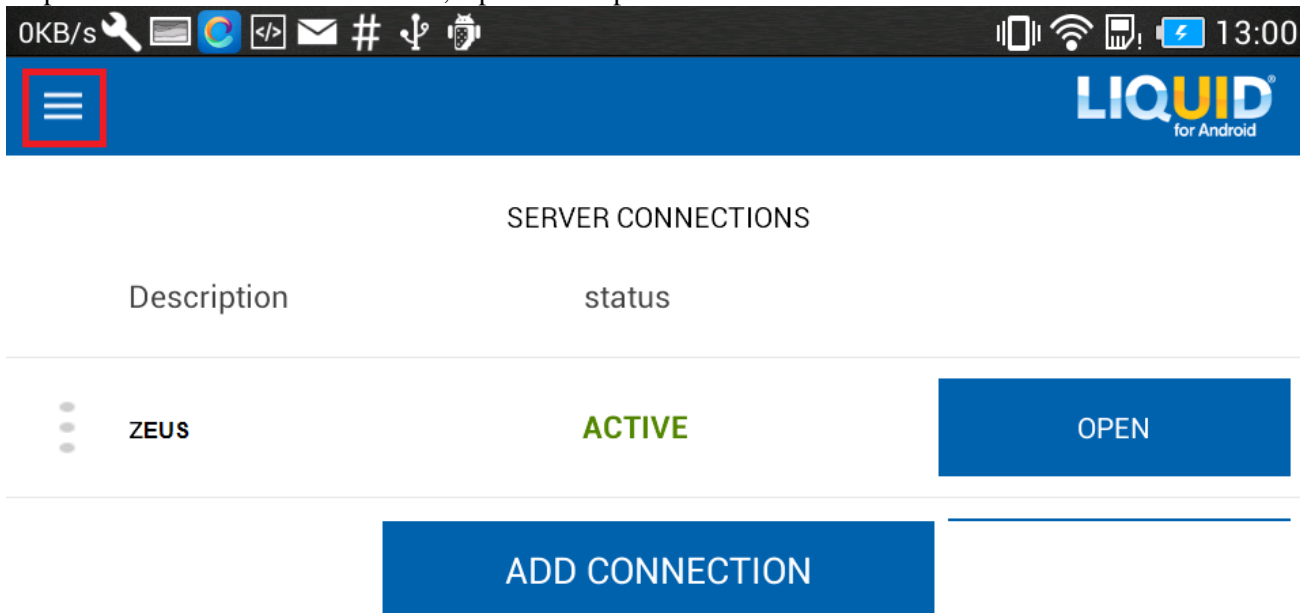 0KB/s # 13:00
LIQUID®
for Android
SERVER CONNECTIONS
Description status
ZEUS ACTIVE OPEN
ADD CONNECTION